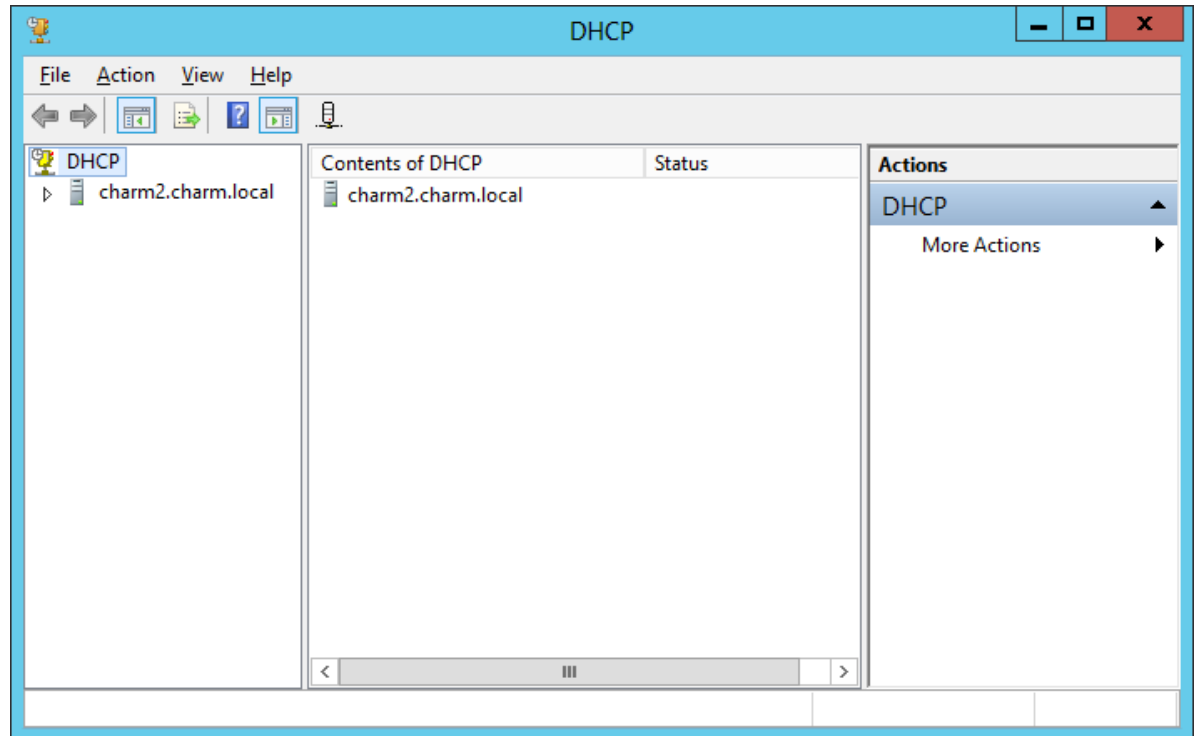 DHCP
File Action View Help
DHCP
charm2.charm.local
Contents of DHCP Status
charm2.charm.local
Actions
DHCP
More Actions